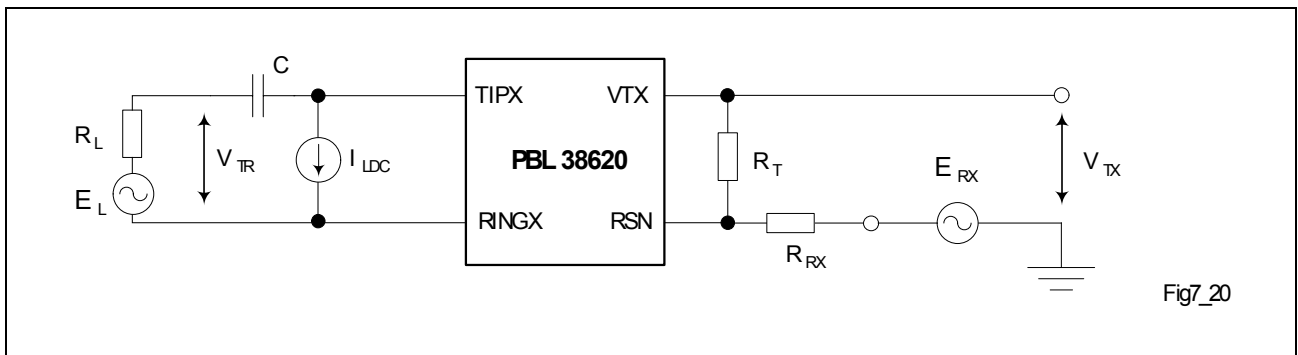 C
TIPX VTX
R L
V TR
I LDC
PBL 38620
R T
E RX
V TX
E L
RINGX RSN
R RX
Fig7_20